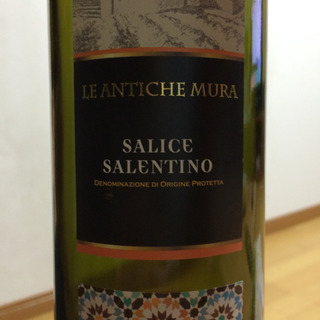 LE ANTICHE MURA
SALICE
SALENTINO
DENOMINAZIONE DI ORIGINE PROTETTA